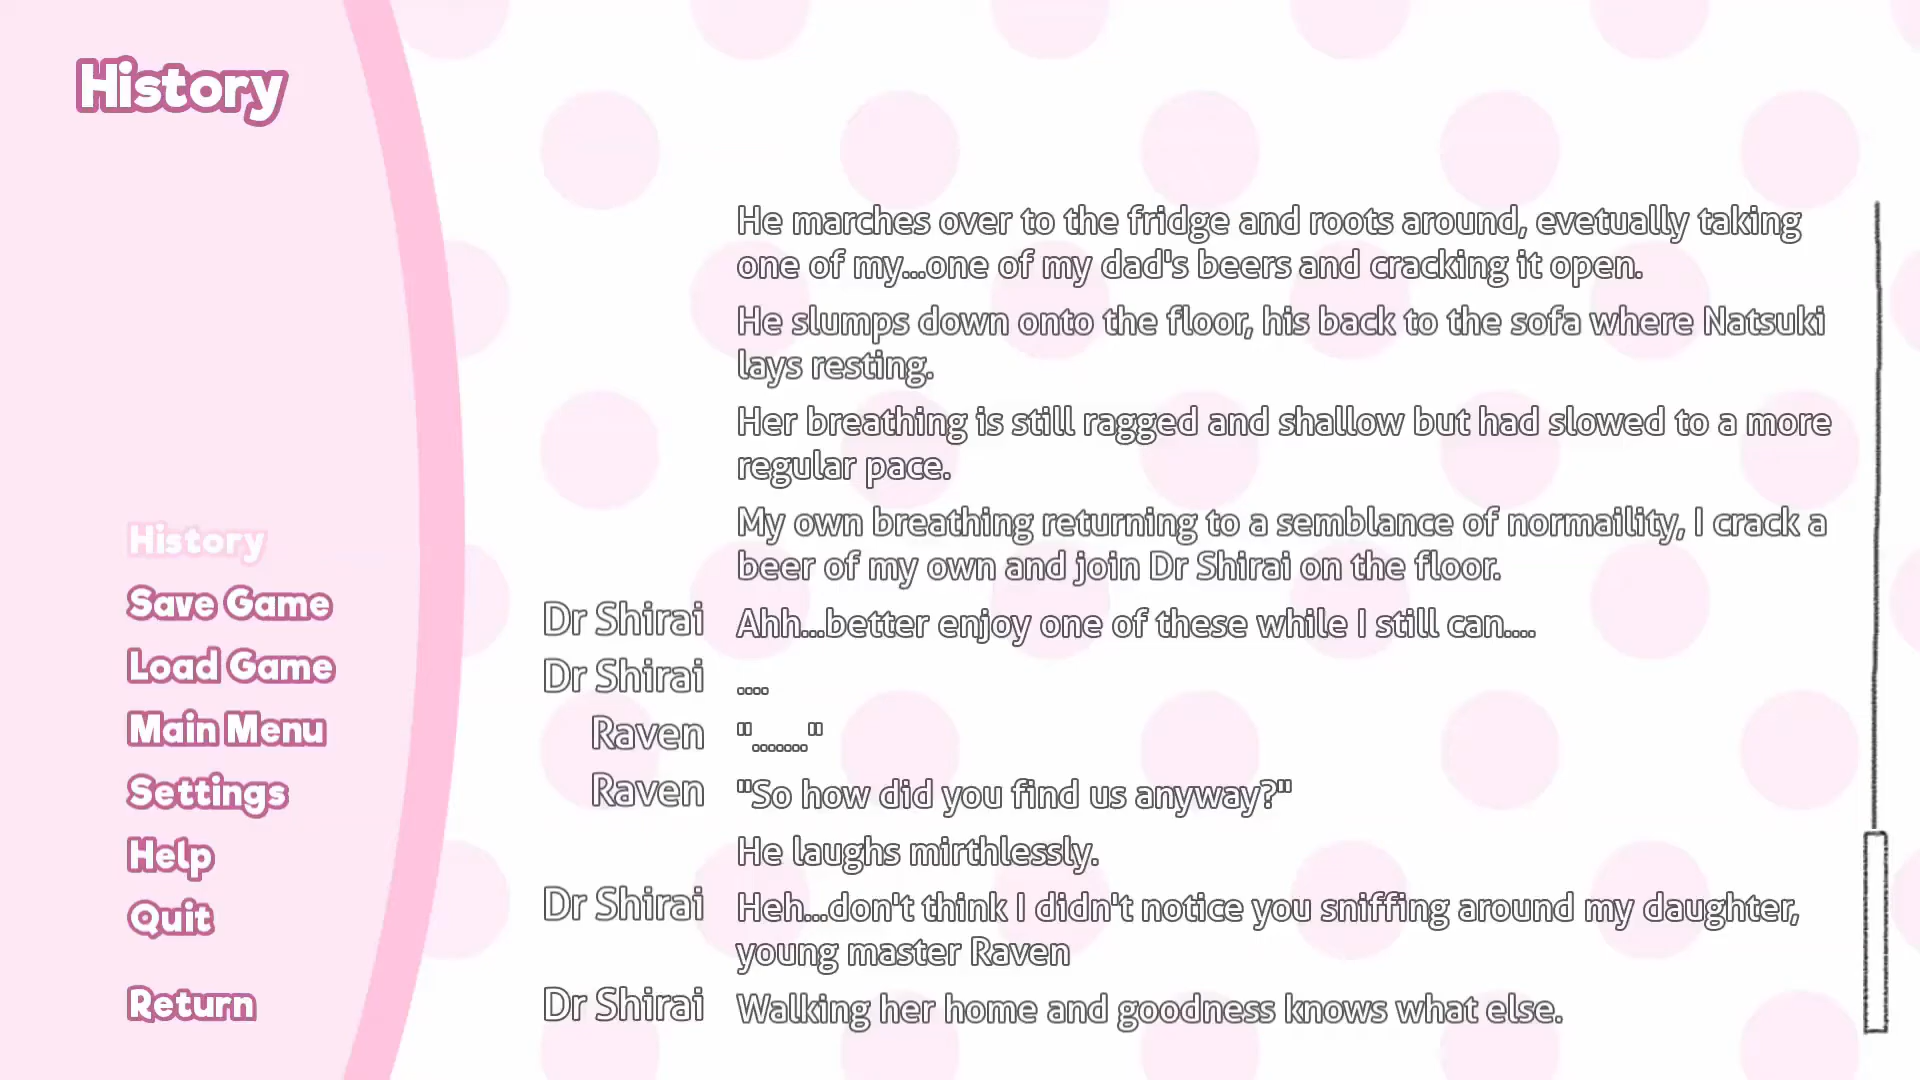 History
He marches over to the fridge and roots around, evetually taking
one of my...one of my dad's beers and cracking it open.
He slumps down onto the floor, his back to the sofa where Natsuki
lays resting.
Her breathing is still ragged and shallow but had slowed to a more
regular pace.
My own breathing returning to a semblance of normaility, I crack a
beer of my own and join Dr Shirai on the floor.
Dr Shirai Ahh...better enjoy one of these while I still can....
Dr Shirai ....
Raven "......."
Raven "So how did you find us anyway?"
He laughs mirthlessly.
Dr Shirai Heh...don't think I didn't notice you sniffing around my daughter,
young master Raven
Dr Shirai Walking her home and goodness knows what else.
History
Save Game
Load Game
Main Menu
Settings
Help
Quit
Return